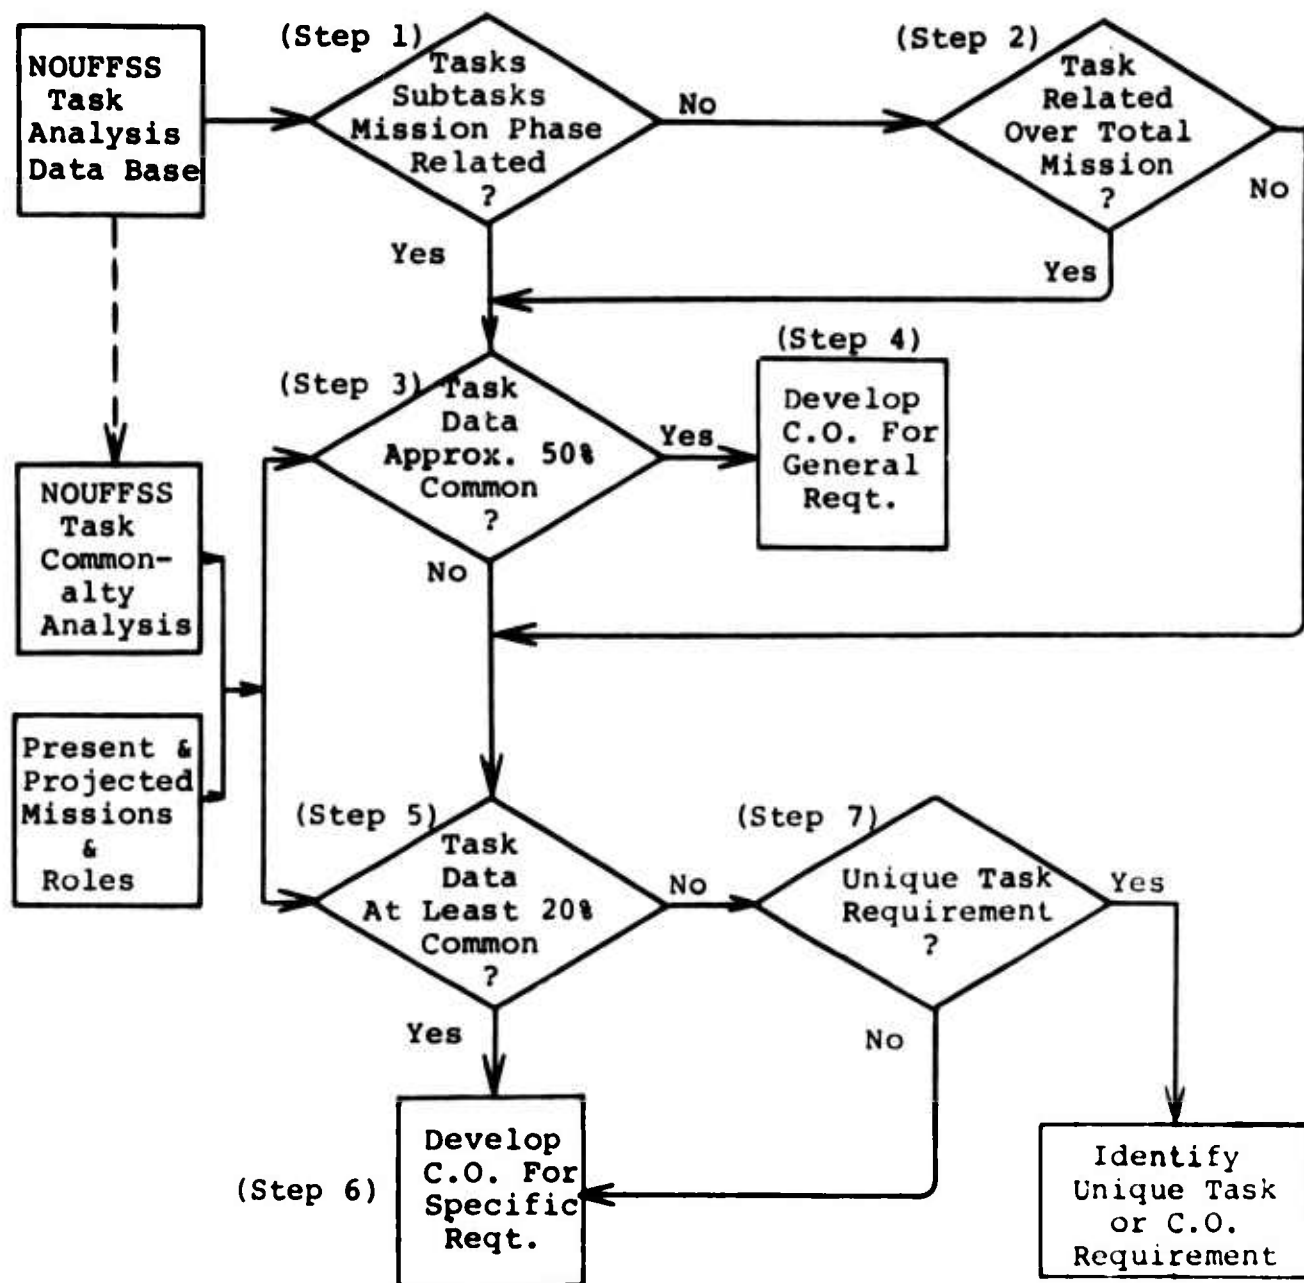 NOUFFSS
Task
Analysis
Data Base
(Step 1)
Tasks
Subtasks
Mission Phase
Related
?
No
Yes
(Step 2)
Task
Related
Over Total
Mission
?
No
Yes
(Step 3)
Task
Data
Approx. 50%
Common
?
Yes
No
(Step 4)
Develop
C.O. For
General
Reqt.
NOUFFSS
Task
Common-
alty
Analysis
Present &
Projected
Missions
&
Roles
(Step 5)
Task
Data
At Least 20%
Common
?
No
Yes
(Step 7)
Unique Task
Requirement
?
Yes
No
(Step 6)
Develop
C.O. For
Specific
Reqt.
Identify
Unique Task
or C.O.
Requirement